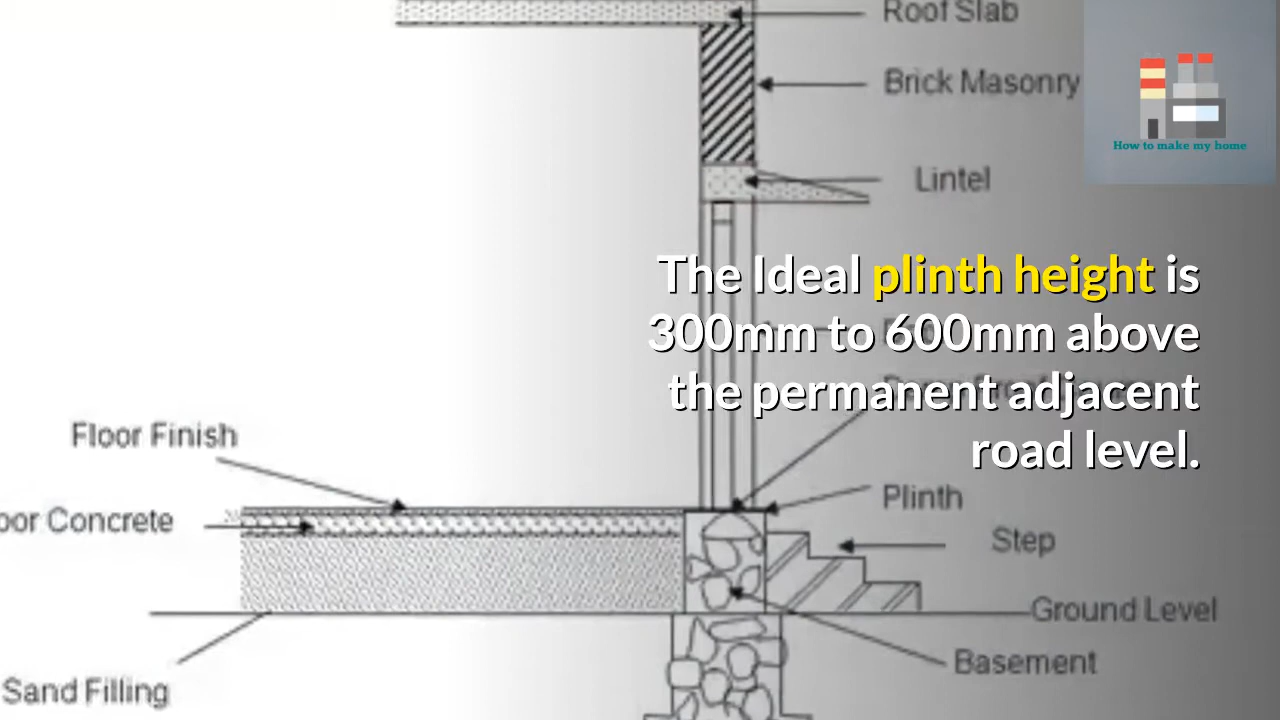 Roof Slab
Brick Masonry
How to make my home
Lintel
The Ideal plinth height is
300mm to 600mm above
the permanent adjacent
road level.
Floor Finish
oor Concrete
Plinth
Step
Ground Level
Basement
Sand Filling